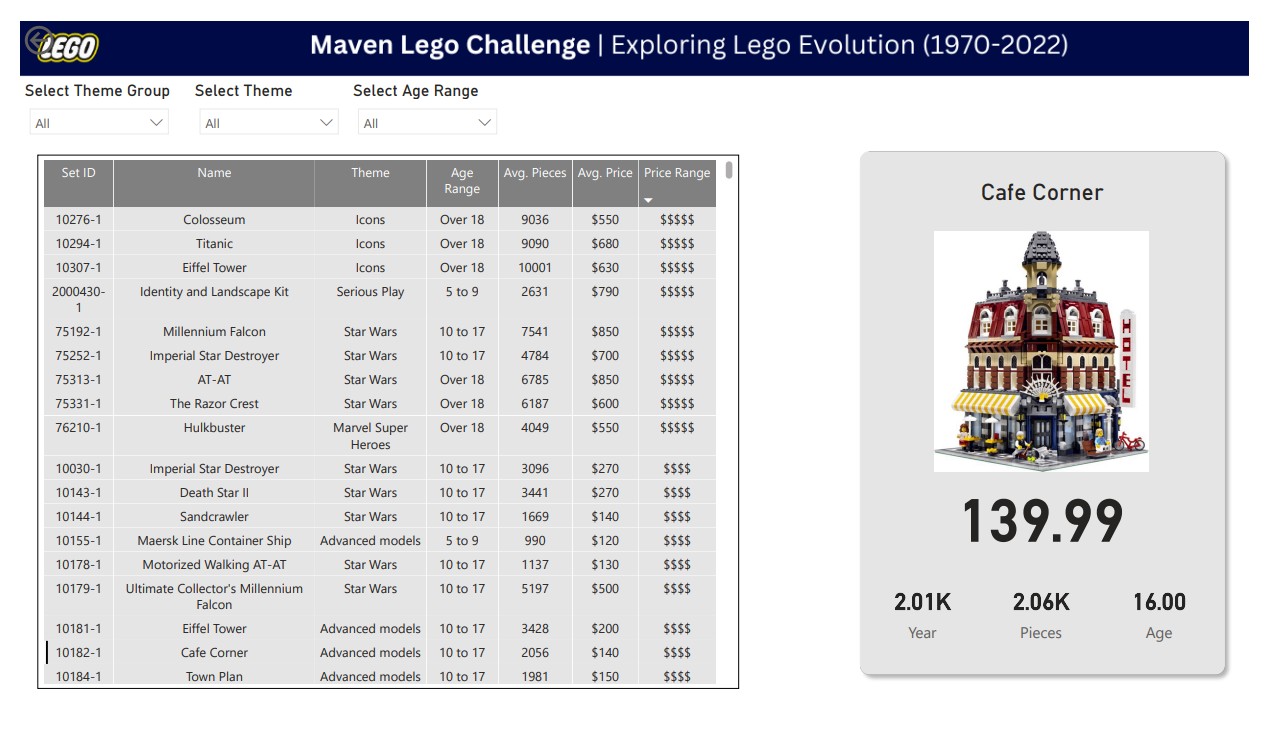 LEGO
Maven Lego Challenge | Exploring Lego Evolution (1970-2022)
Select Theme Group Select Theme Select Age Range
All All All
Set ID Name Theme Age Range Avg. Pieces Avg. Price Price Range
10276-1 Colosseum Icons Over 18 9036 $550 $$$$$
10294-1 Titanic Icons Over 18 9090 $680 $$$$$
10307-1 Eiffel Tower Icons Over 18 10001 $630 $$$$$
2000430-1 Identity and Landscape Kit Serious Play 5 to 9 2631 $790 $$$$$
75192-1 Millennium Falcon Star Wars 10 to 17 7541 $850 $$$$$
75252-1 Imperial Star Destroyer Star Wars 10 to 17 4784 $700 $$$$$
75313-1 AT-AT Star Wars Over 18 6785 $850 $$$$$
75331-1 The Razor Crest Star Wars Over 18 6187 $600 $$$$$
76210-1 Hulkbuster Marvel Super Heroes Over 18 4049 $550 $$$$$
10030-1 Imperial Star Destroyer Star Wars 10 to 17 3096 $270 $$$$
10143-1 Death Star II Star Wars 10 to 17 3441 $270 $$$$
10144-1 Sandcrawler Star Wars 10 to 17 1669 $140 $$$$
10155-1 Maersk Line Container Ship Advanced models 5 to 9 990 $120 $$$$
10178-1 Motorized Walking AT-AT Star Wars 10 to 17 1137 $130 $$$$
10179-1 Ultimate Collector's Millennium Falcon Star Wars 10 to 17 5197 $500 $$$$
10181-1 Eiffel Tower Advanced models 10 to 17 3428 $200 $$$$
10182-1 Cafe Corner Advanced models 10 to 17 2056 $140 $$$$
10184-1 Town Plan Advanced models 10 to 17 1981 $150 $$$$
Cafe Corner
HOTEL
139.99
2.01K 2.06K 16.00
Year Pieces Age